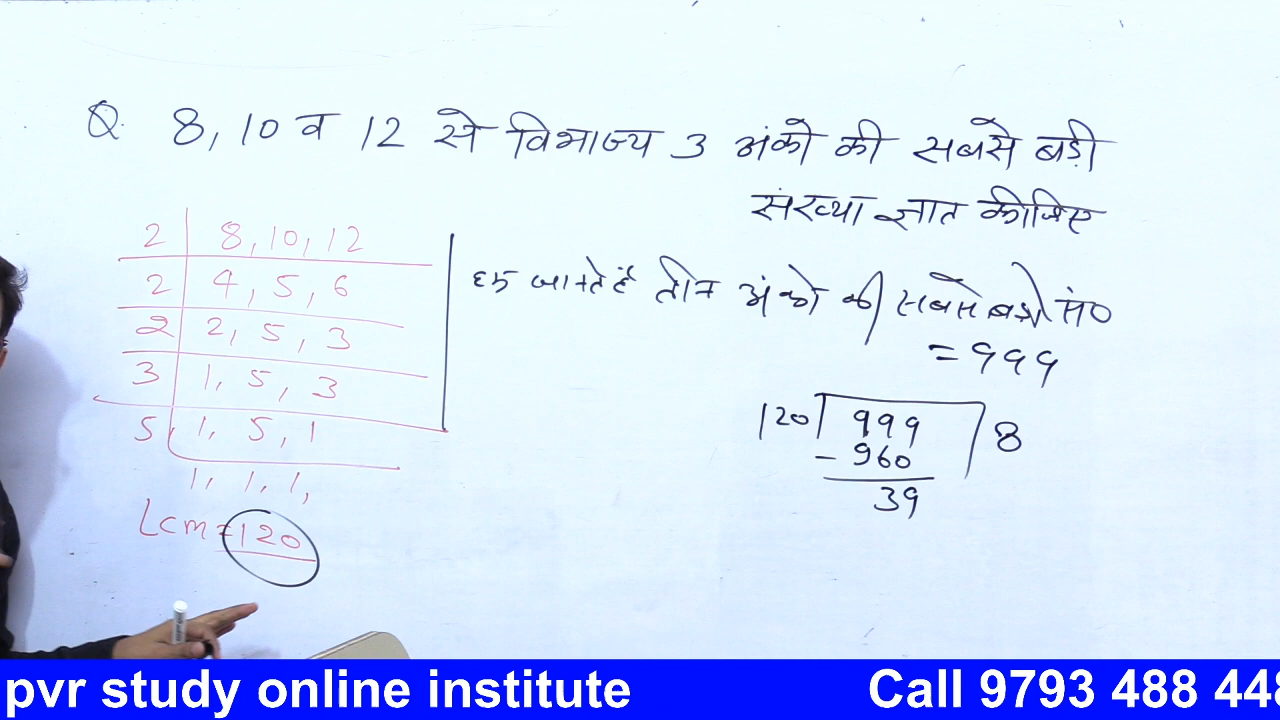 Q. 8, 10 व 12 से विभाज्य 3 अंको की सबसे बड़ी
संख्या ज्ञात कीजिए
2 8, 10, 12
2 4, 5, 6
2 2, 5, 3
3 1, 5, 3
5 1, 5, 1
1, 1, 1,
Lcm = 120
हम जानते हैं तीन अंको की सबसे बड़ी सं०
= 999
120 ) 999 ( 8
- 960
39
pvr study online institute Call 9793 488 448